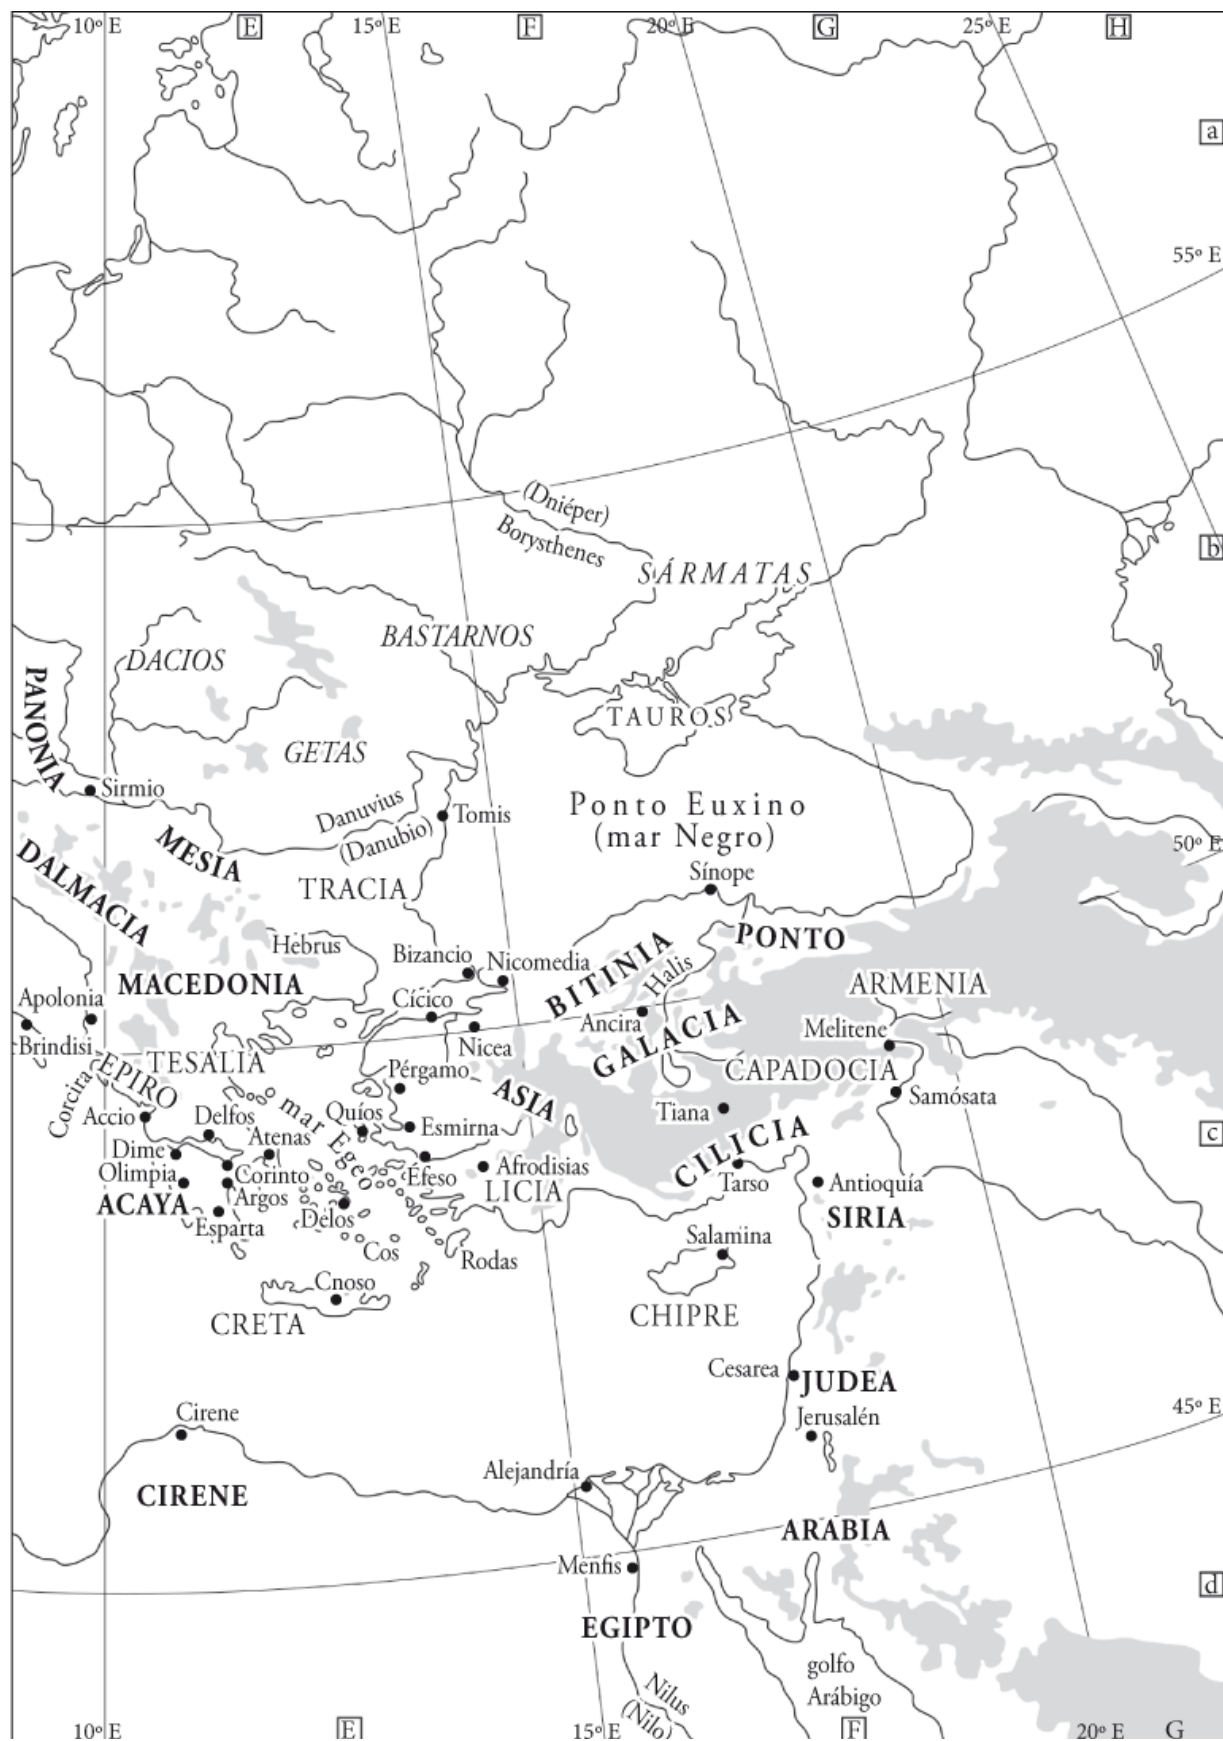 10º E
E
15º E
F
20º E
G
25º E
H
a
55º E
(Dniéper)
Borysthenes
b
SÁRMATAS
BASTARNOS
DACIOS
PANONIA
TAUROS
GETAS
Sirmio
Danuvius
(Danubio)
Tomis
Ponto Euxino
(mar Negro)
MESIA
DALMACIA
50º E
TRACIA
Sínope
Hebrus
PONTO
Bizancio
Nicomedia
BITINIA
Halis
MACEDONIA
ARMENIA
Apolonia
Cícico
Ancira
Melitene
Brindisi
Nicea
GALACIA
TESALIA
EPIRO
Pérgamo
CAPADOCIA
Corcira
ASIA
Samósata
Accio
Delfos
mar Egeo
Quíos
Esmirna
Tiana
c
Dime
Atenas
CILICIA
Olimpia
Corinto
Éfeso
Afrodisias
Tarso
Antioquía
ACAYA
Argos
LICIA
SIRIA
Esparta
Delos
Cos
Rodas
Salamina
Cnoso
CRETA
CHIPRE
Cesarea
JUDEA
Jerusalén
45º E
Cirene
Alejandría
CIRENE
ARABIA
Menfis
d
EGIPTO
golfo
Arábigo
Nilus
(Nilo)
10º E
E
15º E
F
20º E
G